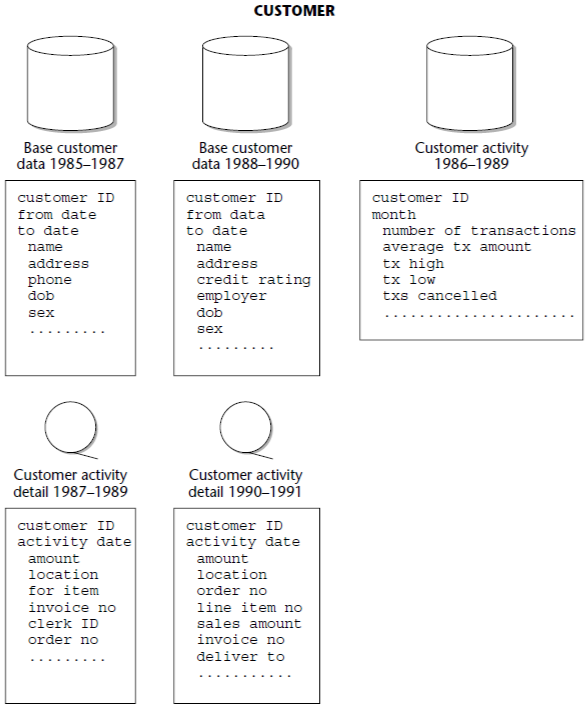 CUSTOMER
Base customer
data 1985–1987
customer ID
from date
to date
name
address
phone
dob
sex
.........
Base customer
data 1988–1990
customer ID
from data
to date
name
address
credit rating
employer
dob
sex
.........
Customer activity
1986–1989
customer ID
month
number of transactions
average tx amount
tx high
tx low
txs cancelled
......................
Customer activity
detail 1987–1989
customer ID
activity date
amount
location
for item
invoice no
clerk ID
order no
.........
Customer activity
detail 1990–1991
customer ID
activity date
amount
location
order no
line item no
sales amount
invoice no
deliver to
...........